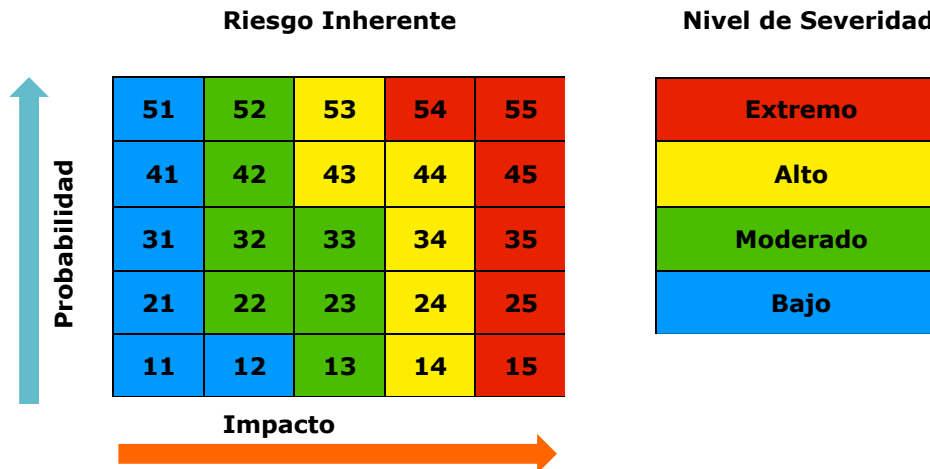 Riesgo Inherente
Nivel de Severidad
Probabilidad
51 52 53 54 55
41 42 43 44 45
31 32 33 34 35
21 22 23 24 25
11 12 13 14 15
Impacto
Extremo
Alto
Moderado
Bajo